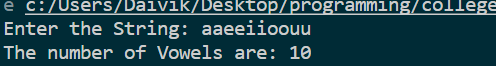 e c:/Users/Daivik/Desktop/programming/college
Enter the String: aaeeiioouu
The number of Vowels are: 10